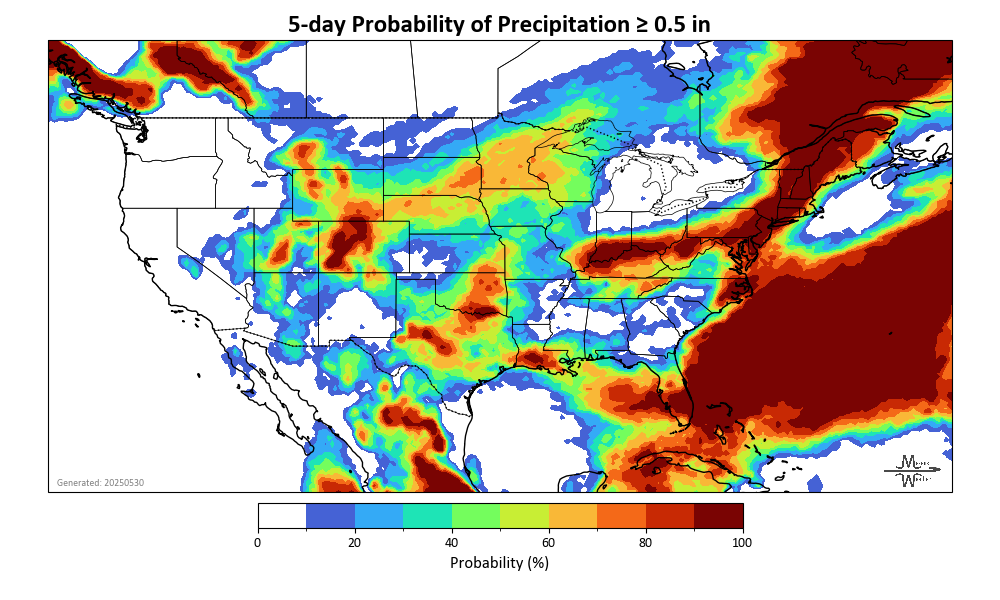 5-day Probability of Precipitation ≥ 0.5 in
Generated: 20250530
0 20 40 60 80 100
Probability (%)